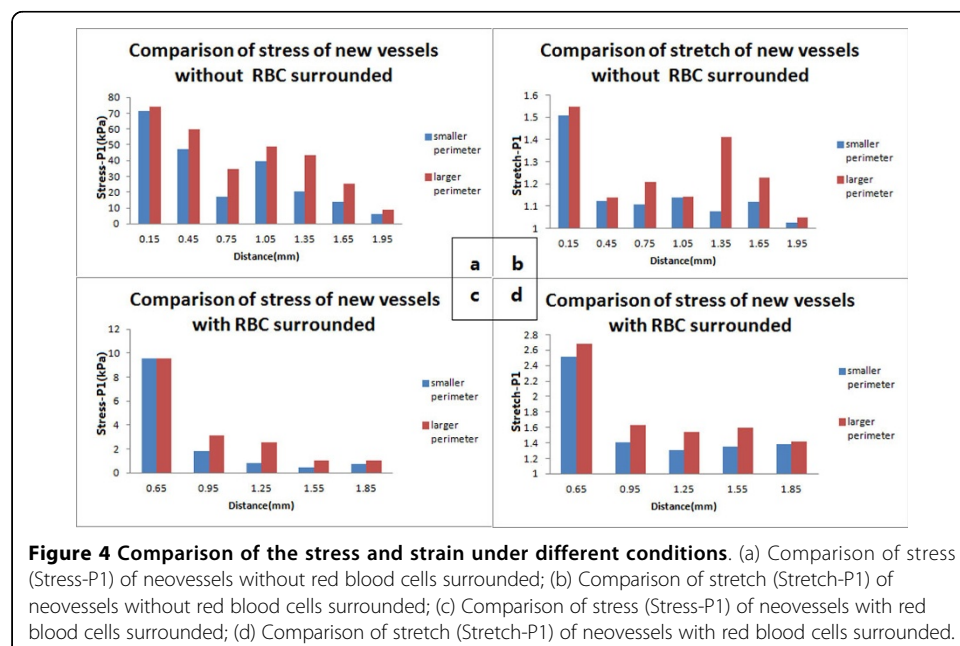 Comparison of stress of new vessels
without RBC surrounded
Stress-P1(kPa)
80
70
60
50
40
30
20
10
0
0.15 0.45 0.75 1.05 1.35 1.65 1.95
Distance(mm)
smaller
perimeter
larger
perimeter
Comparison of stretch of new vessels
without RBC surrounded
Stretch-P1
1.6
1.5
1.4
1.3
1.2
1.1
1
0.15 0.45 0.75 1.05 1.35 1.65 1.95
Distance(mm)
smaller
perimeter
larger
perimeter
a b
c d
Comparison of stress of new vessels
with RBC surrounded
Stress-P1(kPa)
12
10
8
6
4
2
0
0.65 0.95 1.25 1.55 1.85
Distance(mm)
smaller
perimeter
larger
perimeter
Comparison of stress of new vessels
with RBC surrounded
Stretch-P1
2.8
2.6
2.4
2.2
2
1.8
1.6
1.4
1.2
1
0.65 0.95 1.25 1.55 1.85
Distance(mm)
smaller
perimeter
larger
perimeter
Figure 4 Comparison of the stress and strain under different conditions. (a) Comparison of stress
(Stress-P1) of neovessels without red blood cells surrounded; (b) Comparison of stretch (Stretch-P1) of
neovessels without red blood cells surrounded; (c) Comparison of stress (Stress-P1) of neovessels with red
blood cells surrounded; (d) Comparison of stretch (Stretch-P1) of neovessels with red blood cells surrounded.